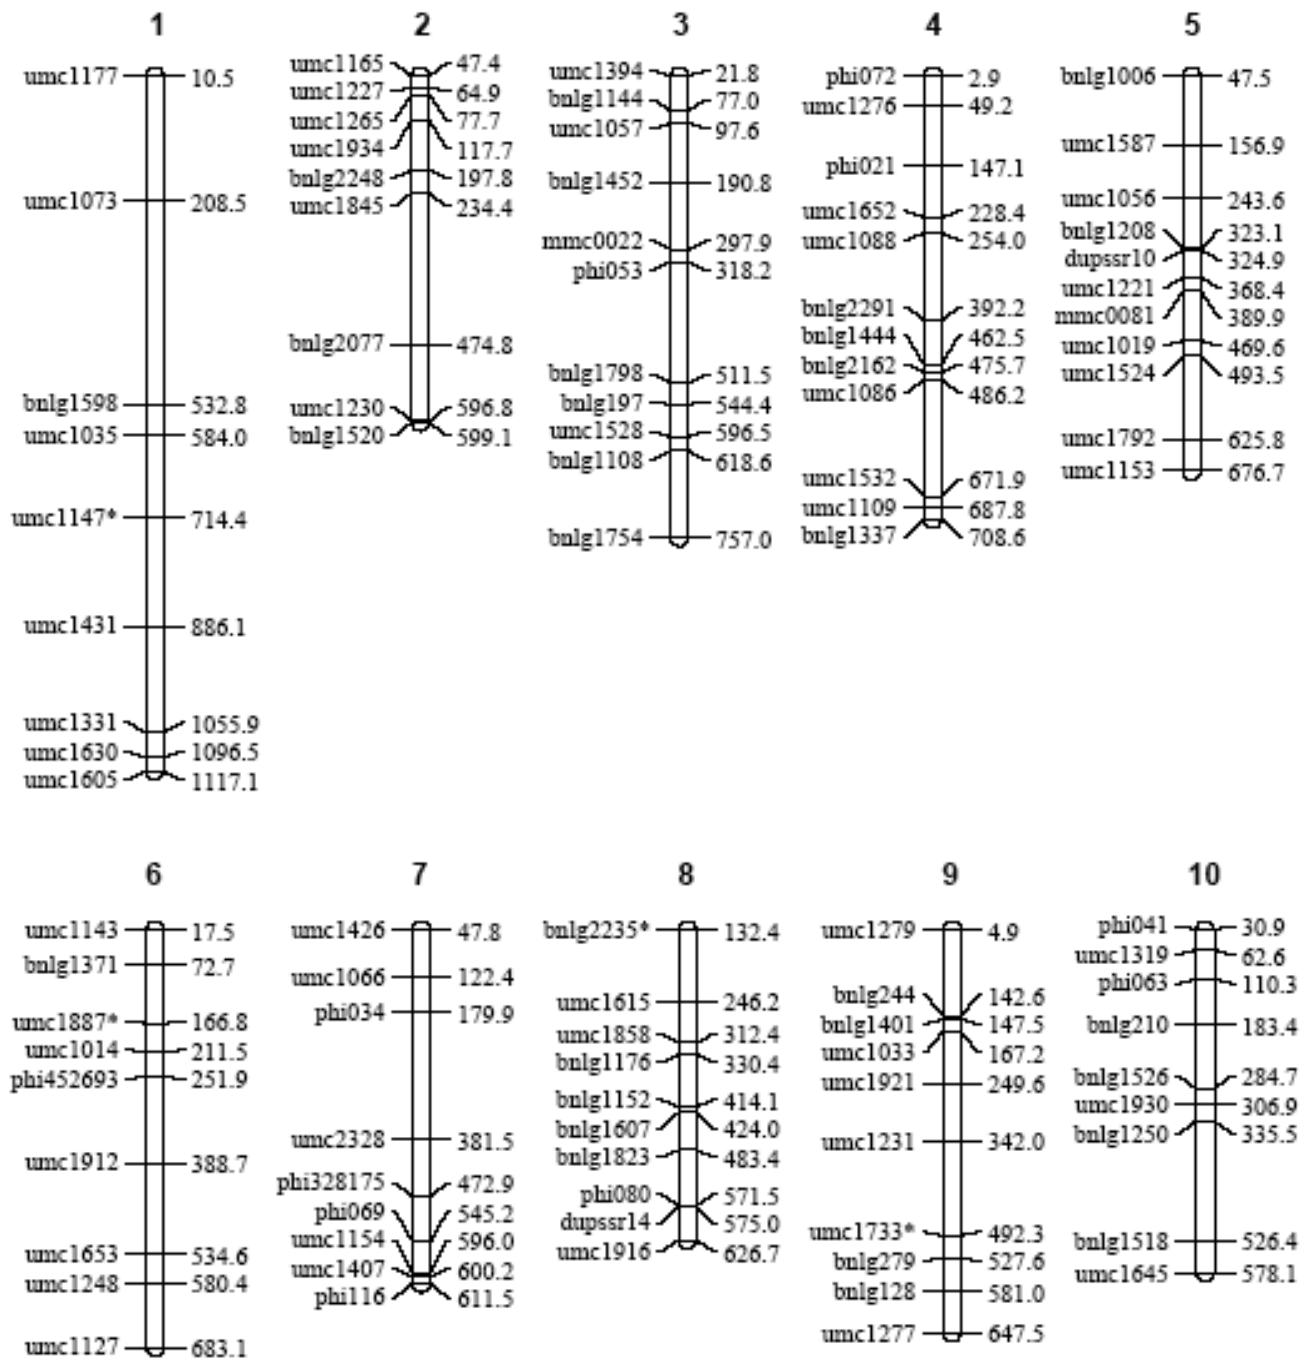 1
umc1177 10.5
umc1073 208.5
bnlg1598 532.8
umc1035 584.0
umc1147* 714.4
umc1431 886.1
umc1331 1055.9
umc1630 1096.5
umc1605 1117.1
2
umc1165 47.4
umc1227 64.9
umc1265 77.7
umc1934 117.7
bnlg2248 197.8
umc1845 234.4
bnlg2077 474.8
umc1230 596.8
bnlg1520 599.1
3
umc1394 21.8
bnlg1144 77.0
umc1057 97.6
bnlg1452 190.8
mmc0022 297.9
phi053 318.2
bnlg1798 511.5
bnlg197 544.4
umc1528 596.5
bnlg1108 618.6
bnlg1754 757.0
4
phi072 2.9
umc1276 49.2
phi021 147.1
umc1652 228.4
umc1088 254.0
bnlg2291 392.2
bnlg1444 462.5
bnlg2162 475.7
umc1086 486.2
umc1532 671.9
umc1109 687.8
bnlg1337 708.6
5
bnlg1006 47.5
umc1587 156.9
umc1056 243.6
bnlg1208 323.1
dupssr10 324.9
umc1221 368.4
mmc0081 389.9
umc1019 469.6
umc1524 493.5
umc1792 625.8
umc1153 676.7
6
umc1143 17.5
bnlg1371 72.7
umc1887* 166.8
umc1014 211.5
phi452693 251.9
umc1912 388.7
umc1653 534.6
umc1248 580.4
umc1127 683.1
7
umc1426 47.8
umc1066 122.4
phi034 179.9
umc2328 381.5
phi328175 472.9
phi069 545.2
umc1154 596.0
umc1407 600.2
phi116 611.5
8
bnlg2235* 132.4
umc1615 246.2
umc1858 312.4
bnlg1176 330.4
bnlg1152 414.1
bnlg1607 424.0
bnlg1823 483.4
phi080 571.5
dupssr14 575.0
umc1916 626.7
9
umc1279 4.9
bnlg244 142.6
bnlg1401 147.5
umc1033 167.2
umc1921 249.6
umc1231 342.0
umc1733* 492.3
bnlg279 527.6
bnlg128 581.0
umc1277 647.5
10
phi041 30.9
umc1319 62.6
phi063 110.3
bnlg210 183.4
bnlg1526 284.7
umc1930 306.9
bnlg1250 335.5
bnlg1518 526.4
umc1645 578.1